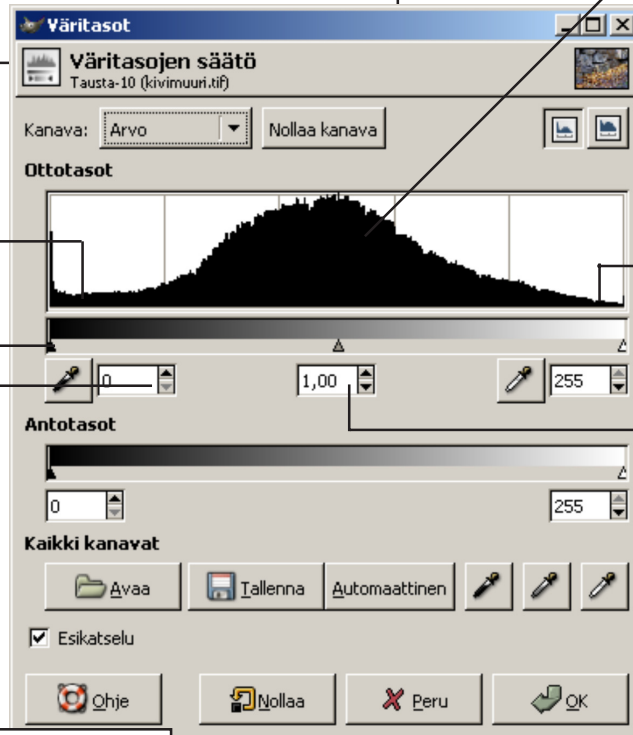 Väritasot
Väritasojen säätö
Tausta-10 (kivimuuri.tif)
Kanava: Arvo Nollaa kanava
Ottotasot
0 1,00 255
Antotasot
0 255
Kaikki kanavat
Avaa Tallenna Automaattinen
Esikatselu
Ohje Nollaa Peru OK